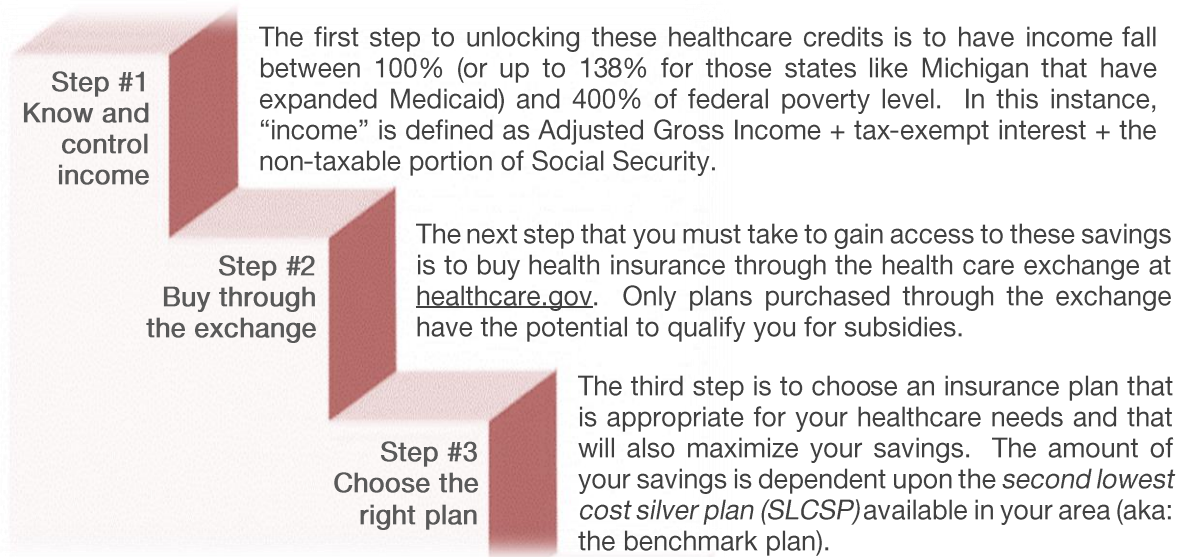 Step #1
Know and
control
income
The first step to unlocking these healthcare credits is to have income fall
between 100% (or up to 138% for those states like Michigan that have
expanded Medicaid) and 400% of federal poverty level. In this instance,
“income” is defined as Adjusted Gross Income + tax-exempt interest + the
non-taxable portion of Social Security.
Step #2
Buy through
the exchange
The next step that you must take to gain access to these savings
is to buy health insurance through the health care exchange at
healthcare.gov. Only plans purchased through the exchange
have the potential to qualify you for subsidies.
Step #3
Choose the
right plan
The third step is to choose an insurance plan that
is appropriate for your healthcare needs and that
will also maximize your savings. The amount of
your savings is dependent upon the second lowest
cost silver plan (SLCSP) available in your area (aka:
the benchmark plan).